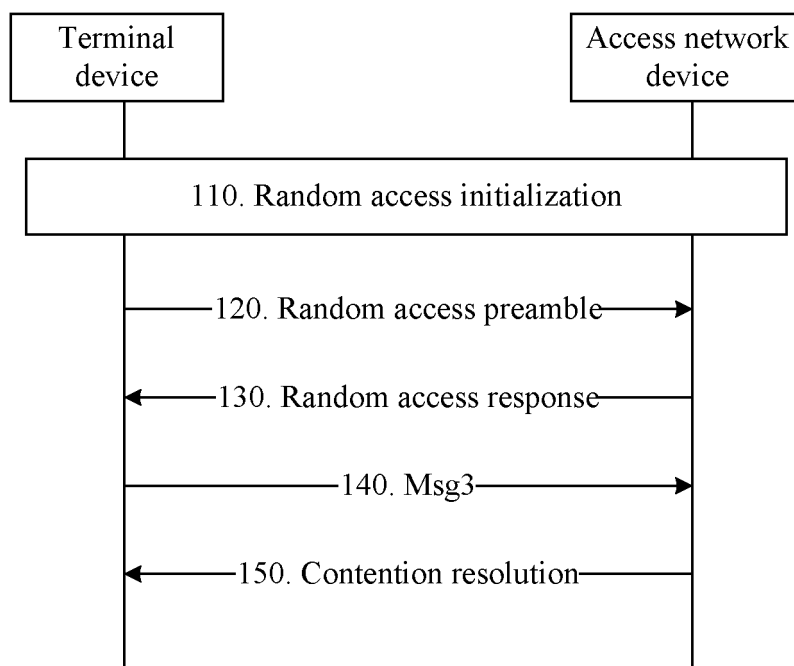 Terminal
device
Access network
device
110. Random access initialization
120. Random access preamble
130. Random access response
140. Msg3
150. Contention resolution